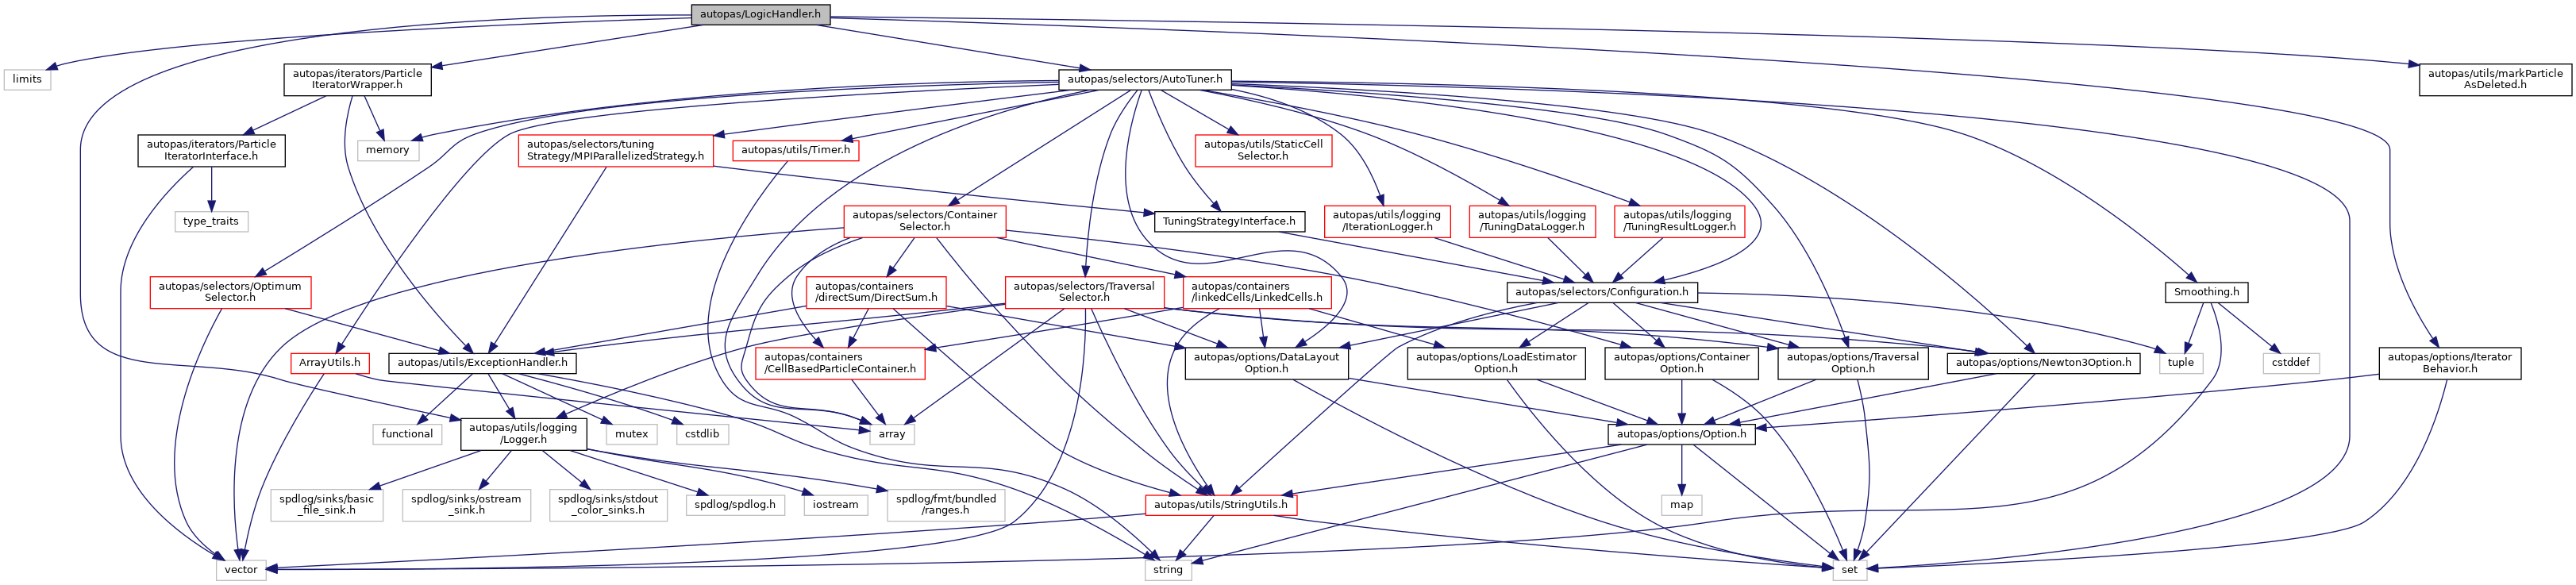 autopas/LogicHandler.h
limits
autopas/iterators/Particle
IteratorWrapper.h
autopas/selectors/AutoTuner.h
autopas/utils/markParticle
AsDeleted.h
autopas/iterators/Particle
IteratorInterface.h
memory
autopas/selectors/tuning
Strategy/MPIParallelizedStrategy.h
autopas/utils/Timer.h
autopas/utils/StaticCell
Selector.h
type_traits
autopas/selectors/Container
Selector.h
TuningStrategyInterface.h
autopas/utils/logging
/IterationLogger.h
autopas/utils/logging
/TuningDataLogger.h
autopas/utils/logging
/TuningResultLogger.h
autopas/selectors/Optimum
Selector.h
autopas/containers
/directSum/DirectSum.h
autopas/selectors/Traversal
Selector.h
autopas/containers
/linkedCells/LinkedCells.h
autopas/selectors/Configuration.h
Smoothing.h
ArrayUtils.h
autopas/utils/ExceptionHandler.h
autopas/containers
/CellBasedParticleContainer.h
autopas/options/DataLayout
Option.h
autopas/options/LoadEstimator
Option.h
autopas/options/Container
Option.h
autopas/options/Traversal
Option.h
autopas/options/Newton3Option.h
tuple
cstddef
autopas/options/Iterator
Behavior.h
functional
autopas/utils/logging
/Logger.h
mutex
cstdlib
array
autopas/options/Option.h
spdlog/sinks/basic
_file_sink.h
spdlog/sinks/ostream
_sink.h
spdlog/sinks/stdout
_color_sinks.h
spdlog/spdlog.h
iostream
spdlog/fmt/bundled
/ranges.h
autopas/utils/StringUtils.h
map
vector
string
set